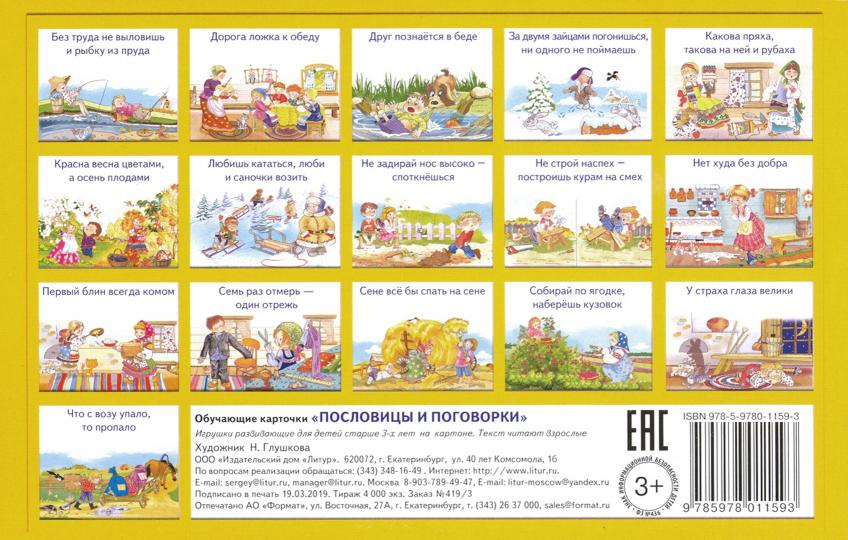 Без труда не выловишь
и рыбку из пруда
Дорога ложка к обеду
Друг познаётся в беде
За двумя зайцами погонишься,
ни одного не поймаешь
Какова пряха,
такова на ней и рубаха
Красна весна цветами,
а осень плодами
Любишь кататься, люби
и саночки возить
Не задирай нос высоко —
споткнёшься
Не строй наспех —
построишь курам на смех
Нет худа без добра
Первый блин всегда комом
Семь раз отмерь —
один отрежь
Сене всё бы спать на сене
Собирай по ягодке,
наберёшь кузовок
У страха глаза велики
Что с возу упало,
то пропало
Обучающие карточки «ПОСЛОВИЦЫ И ПОГОВОРКИ»
Игрушки развивающие для детей старше 3-х лет на картоне. Текст читают взрослые
Художник Н. Глушкова
ООО «Издательский дом «Литур». 620072, г. Екатеринбург, ул. 40 лет Комсомола, 1б
По вопросам реализации обращаться: (343) 348-16-49. Интернет: http://www.litur.ru.
E-mail: sergey@litur.ru, manager@litur.ru. Москва 8-903-789-49-47, E-mail: litur-moscow@yandex.ru
Подписано в печать 19.03.2019. Тираж 4 000 экз. Заказ №419/3
Отпечатано АО «Формат», ул. Восточная, 27А, г. Екатеринбург, т. (343) 26 37 000, sales@format.ru
ЕАС
ЗНАК ИНФОРМАЦИОННОЙ БЕЗОПАСНОСТИ ДЕТЕЙ
3+
ФЗ №436
ISBN 978-5-9780-1159-3
9 785978 011593